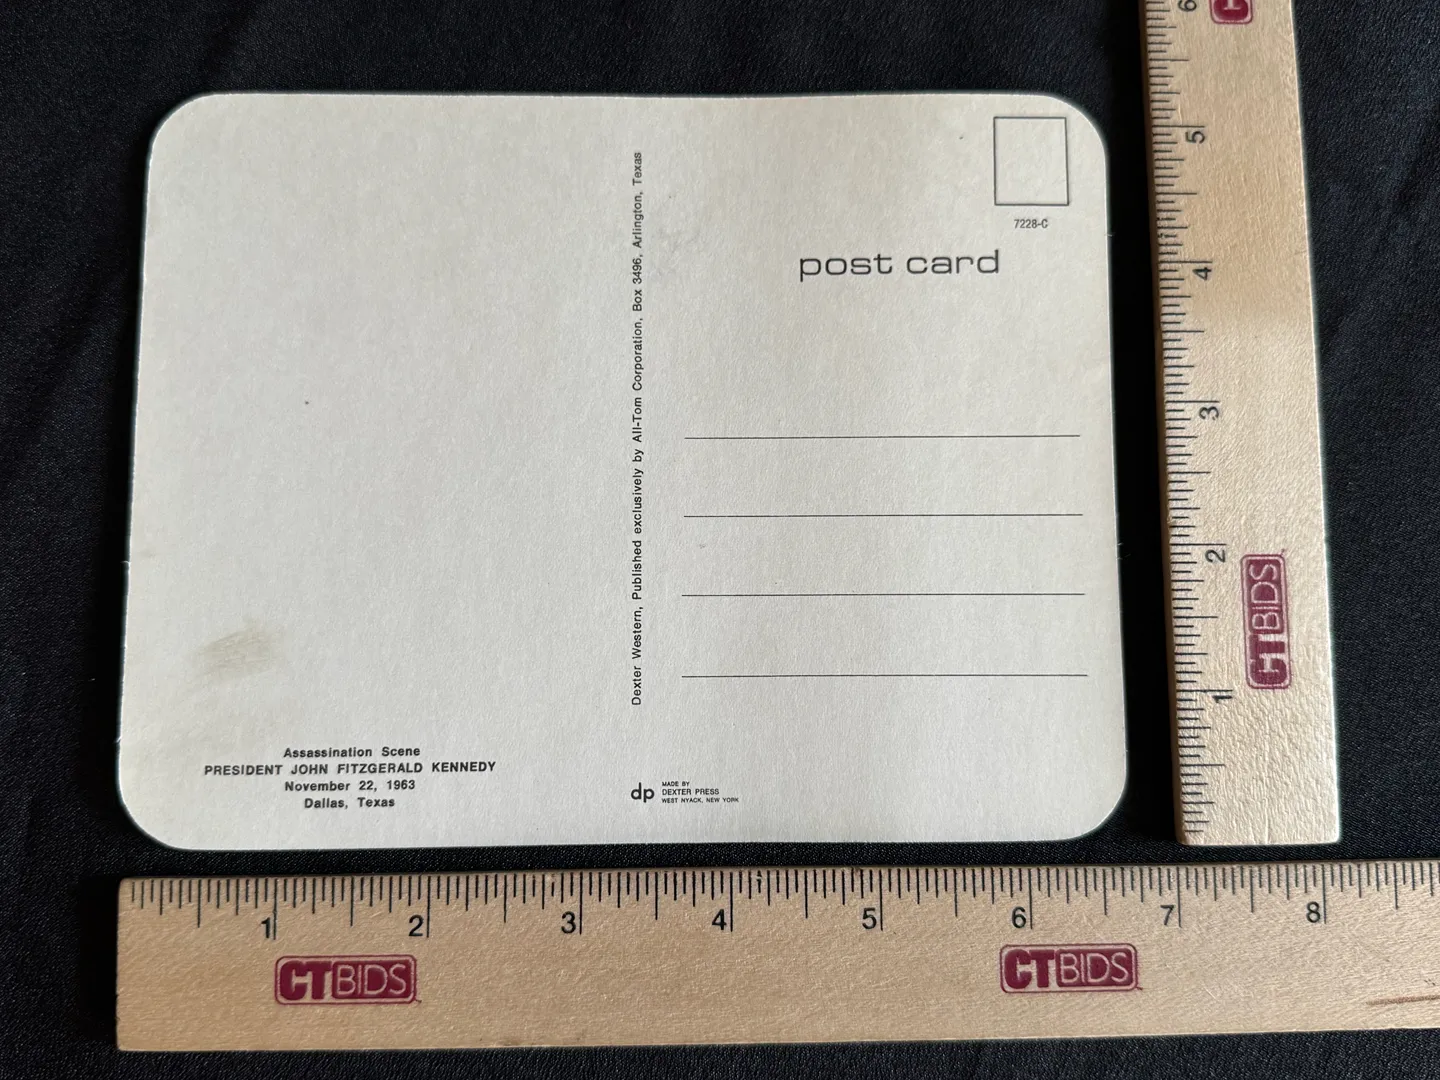 7228-C
post card
Dexter Western, Published exclusively by All-Tom Corporation, Box 3496, Arlington, Texas
Assassination Scene
PRESIDENT JOHN FITZGERALD KENNEDY
November 22, 1963
Dallas, Texas
dp
MADE BY
DEXTER PRESS
WEST NYACK, NEW YORK
6
5
4
3
2
1
CTBIDS
1 2 3 4 5 6 7 8
CTBIDS CTBIDS